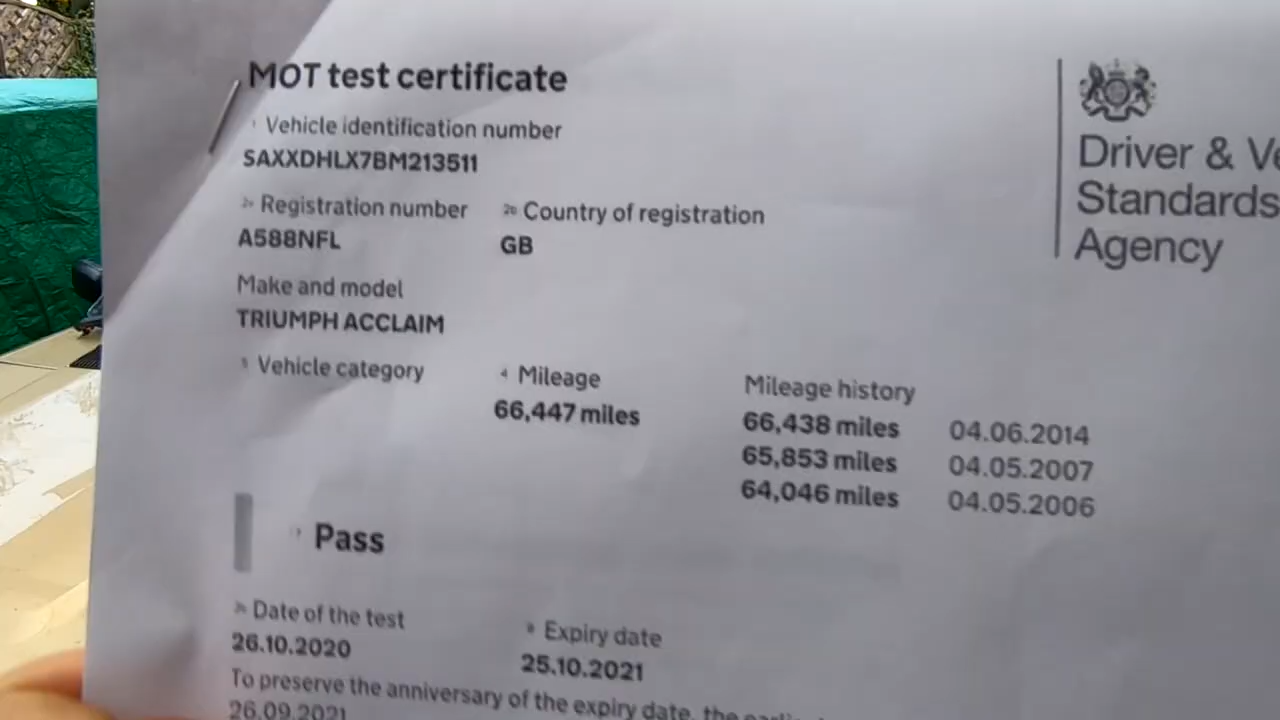 MOT test certificate
Vehicle identification number
SAXXDHLX7BM213511
Registration number
A588NFL
Country of registration
GB
Make and model
TRIUMPH ACCLAIM
Vehicle category
4 Mileage
66,447 miles
Mileage history
66,438 miles 04.06.2014
65,853 miles 04.05.2007
64,046 miles 04.05.2006
Pass
Date of the test
26.10.2020
Expiry date
25.10.2021
To preserve the anniversary of the expiry date, the
26.09.2021
Driver &
Standards
Agency